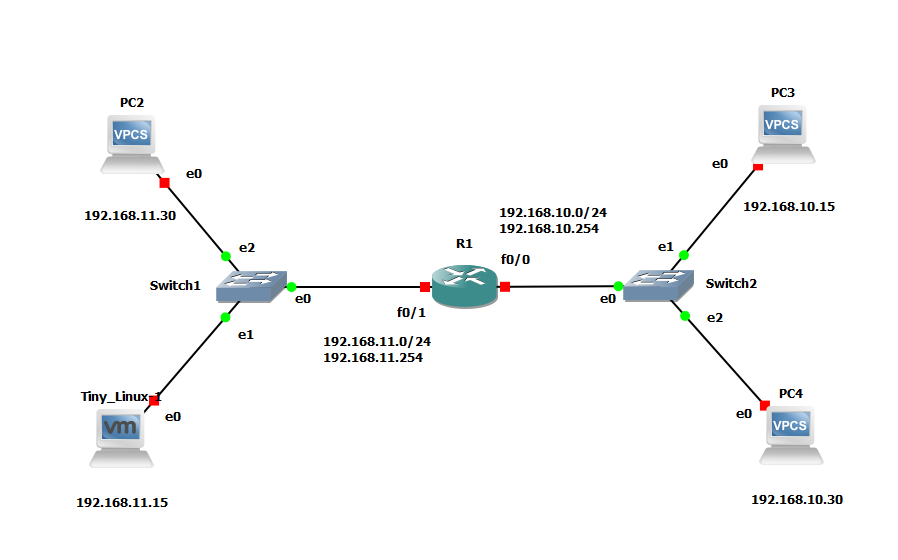 PC2
VPCS
e0
192.168.11.30
e2
Switch1
e0
e1
Tiny_Linux-1
e0
vm
192.168.11.15
R1
f0/1
192.168.11.0/24
192.168.11.254
192.168.10.0/24
192.168.10.254
f0/0
PC3
VPCS
e0
192.168.10.15
e1
Switch2
e0
e2
PC4
e0
VPCS
192.168.10.30